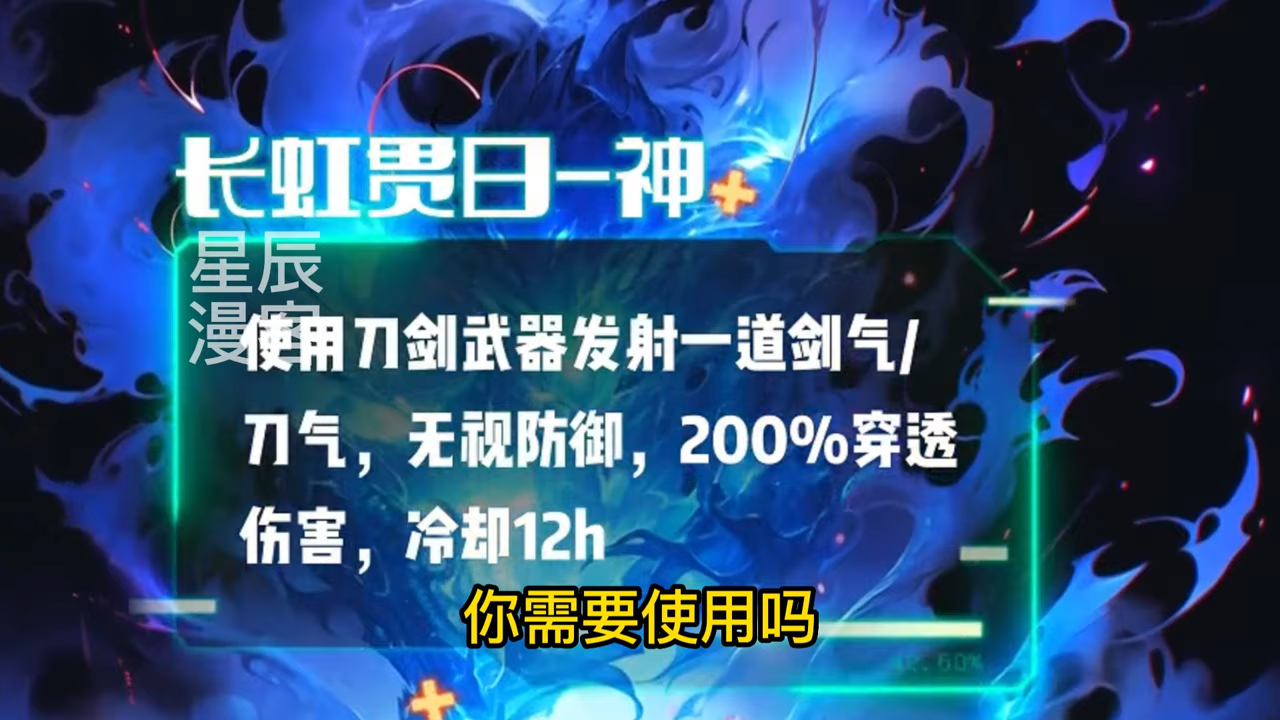 长虹贯日-神
星辰
漫客
使用刀剑武器发射一道剑气/
刀气，无视防御，200%穿透
伤害，冷却12h
你需要使用吗